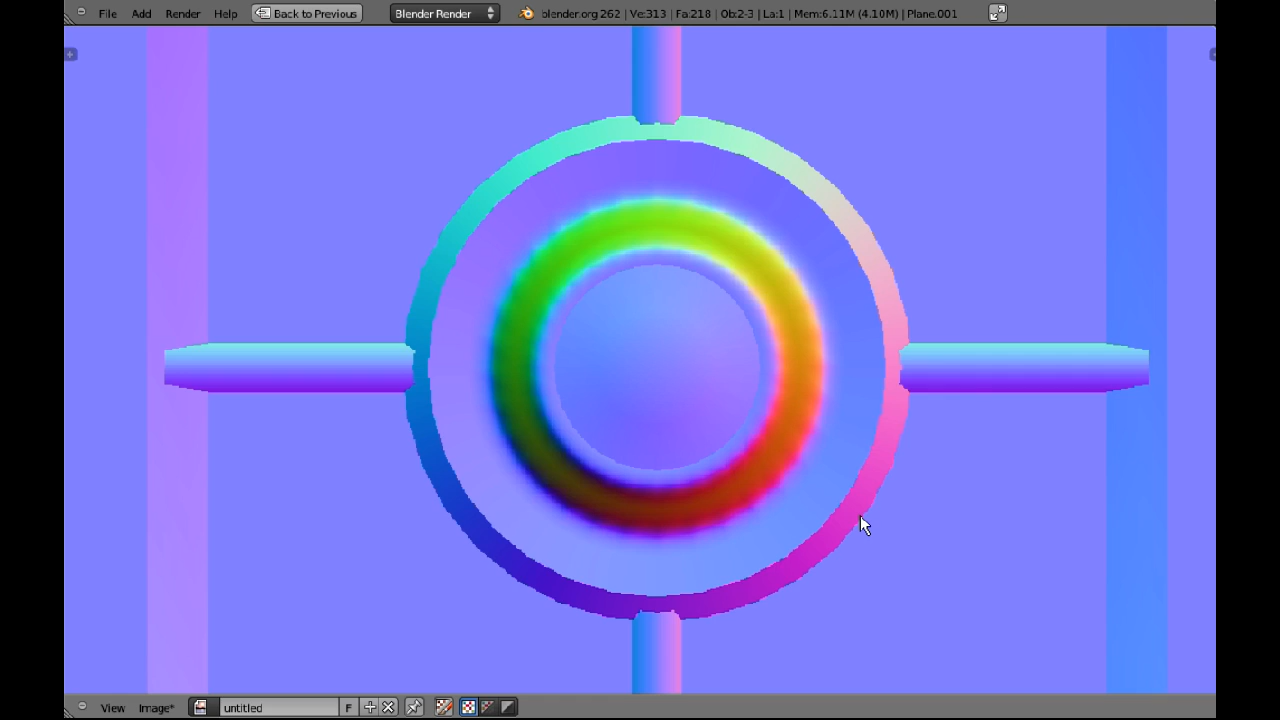 File Add Render Help Back to Previous Blender Render blender.org 262 | Ve:313 | Fa:218 | Ob:2-3 | La:1 | Mem:6.11M (4.10M) | Plane.001
View Image* untitled F